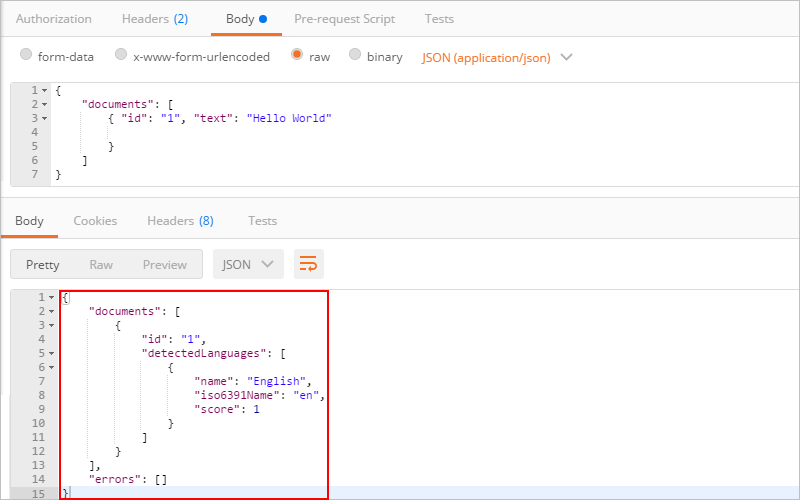 Authorization Headers (2) Body Pre-request Script Tests
form-data x-www-form-urlencoded raw binary JSON (application/json)
1 {
2 "documents": [
3 { "id": "1", "text": "Hello World"
4
5 }
6 ]
7 }
Body Cookies Headers (8) Tests
Pretty Raw Preview JSON
1 {
2 "documents": [
3 {
4 "id": "1",
5 "detectedLanguages": [
6 {
7 "name": "English",
8 "iso6391Name": "en",
9 "score": 1
10 }
11 ]
12 }
13 ],
14 "errors": []
15 }